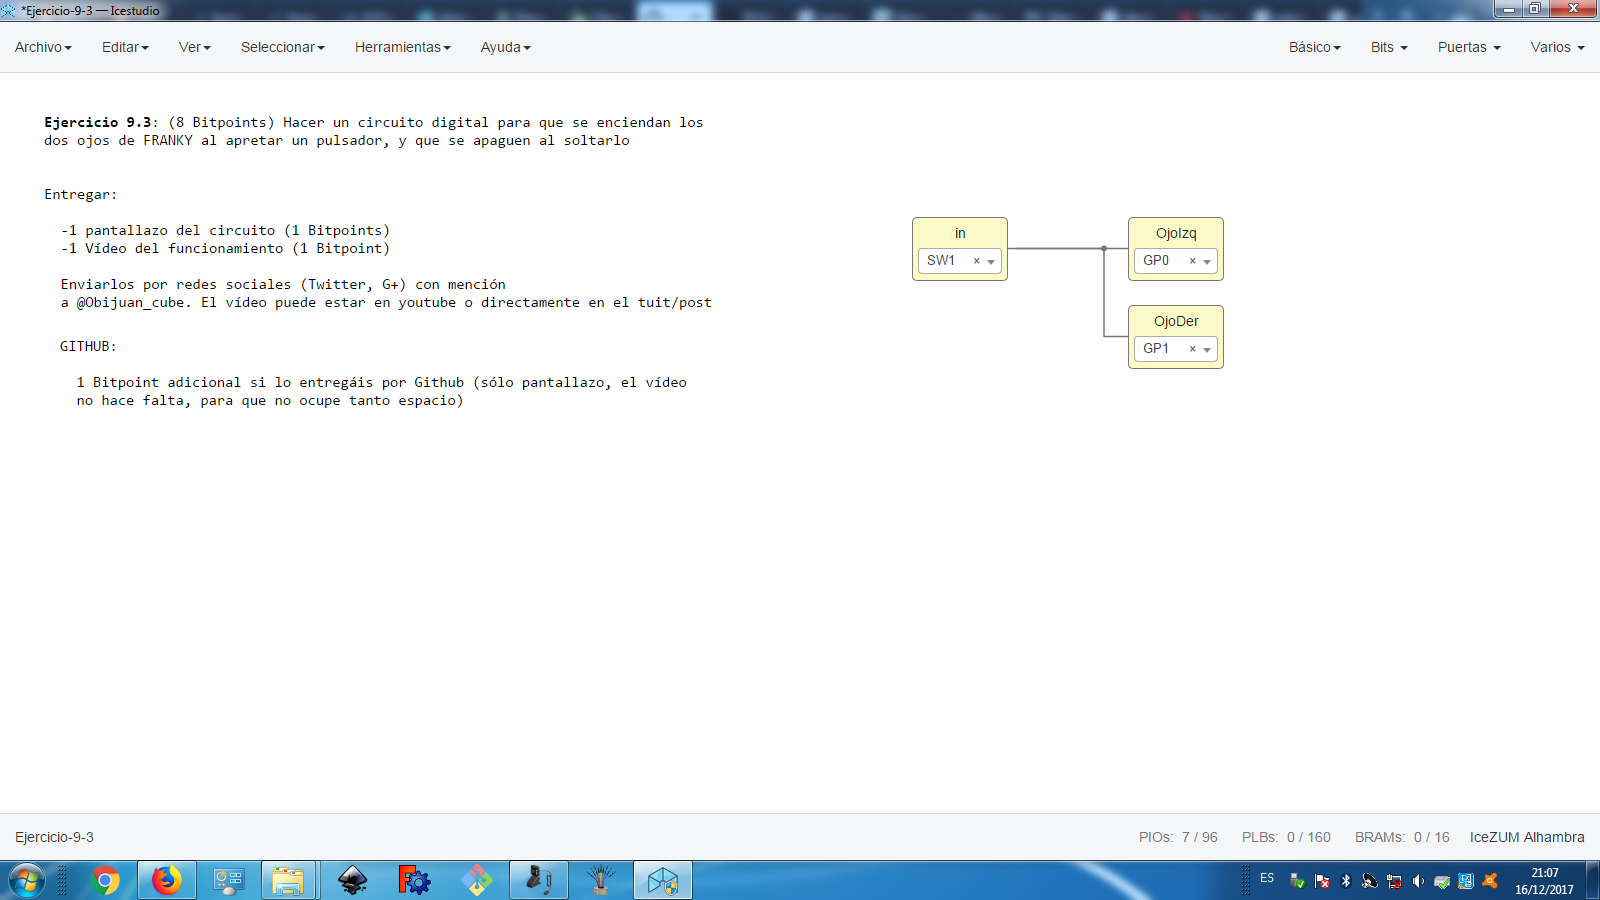 *Ejercicio-9-3 — Icestudio
Archivo Editar Ver Seleccionar Herramientas Ayuda Básico Bits Puertas Varios
Ejercicio 9.3: (8 Bitpoints) Hacer un circuito digital para que se enciendan los
dos ojos de FRANKY al apretar un pulsador, y que se apaguen al soltarlo
Entregar:
-1 pantallazo del circuito (1 Bitpoints)
-1 Vídeo del funcionamiento (1 Bitpoint)
Enviarlos por redes sociales (Twitter, G+) con mención
a @Obijuan_cube. El vídeo puede estar en youtube o directamente en el tuit/post
GITHUB:
1 Bitpoint adicional si lo entregáis por Github (sólo pantallazo, el vídeo
no hace falta, para que no ocupe tanto espacio)
in
SW1 ×
OjoIzq
GP0 ×
OjoDer
GP1 ×
Ejercicio-9-3 PIOs: 7 / 96 PLBs: 0 / 160 BRAMs: 0 / 16 IceZUM Alhambra
ES
21:07
16/12/2017